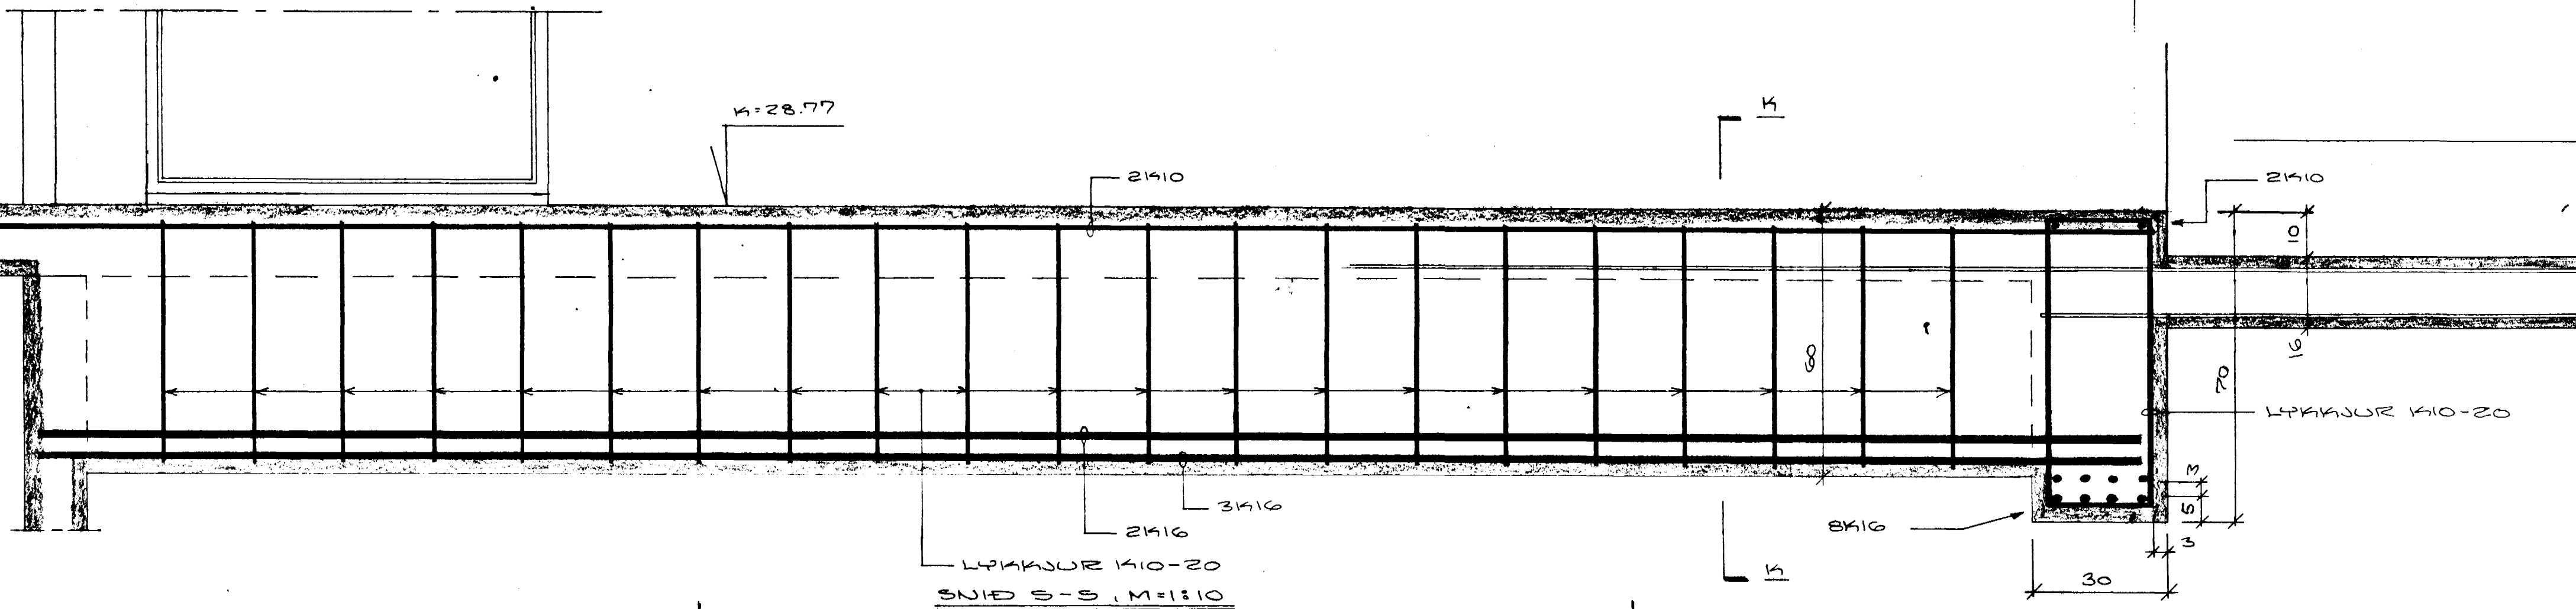 K=28.77
K
2K10
2K10
10
60
16
70
LYKKJUR K10-20
3K16
2K16
8K16
3
5
3
LYKKJUR K10-20
K
30
SNIÐ S-S, M=1:10